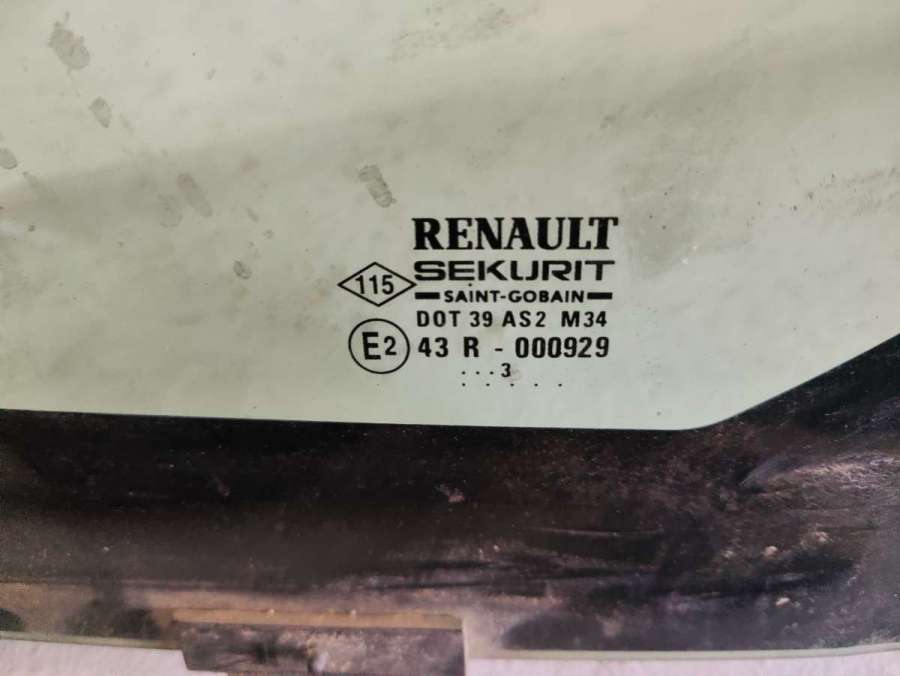 RENAULT
115
SEKURIT
SAINT-GOBAIN
DOT 39 AS2 M34
E2 43 R - 000929
...3
. . . . .